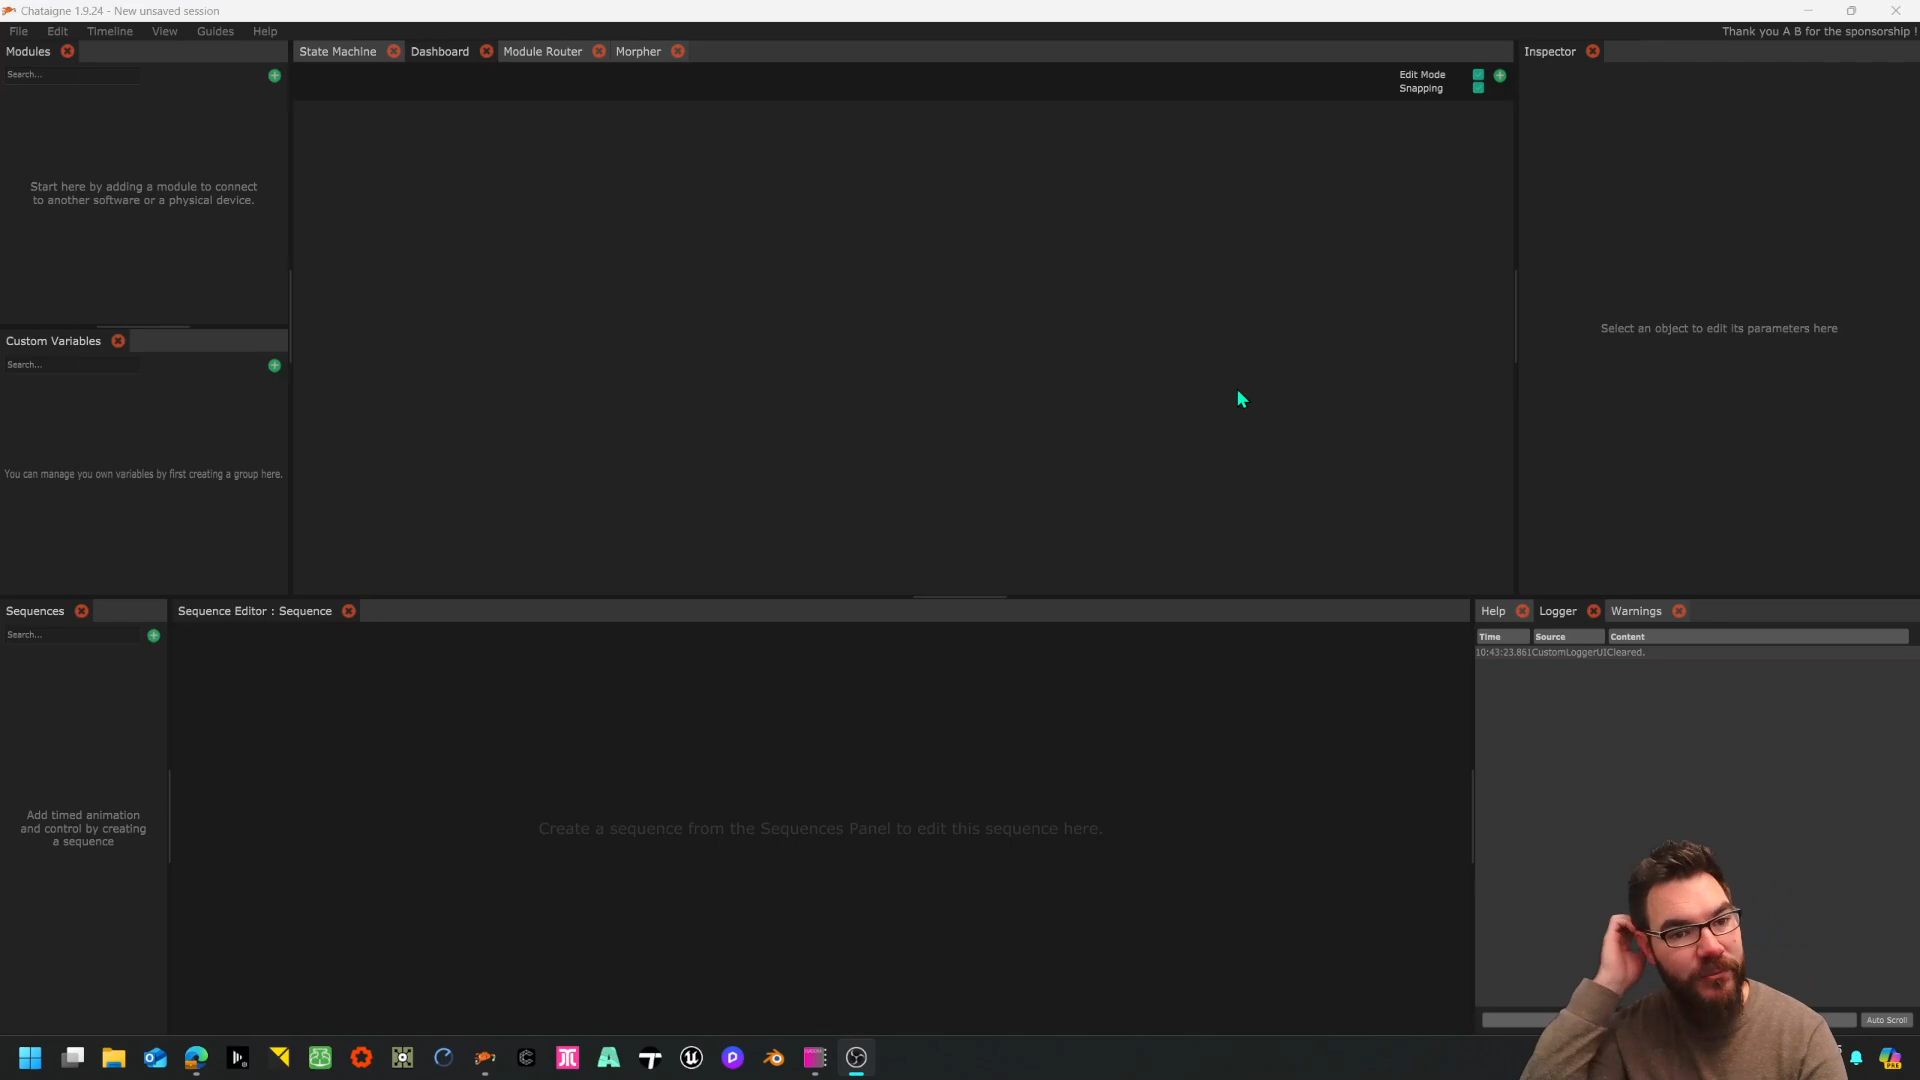 Chataigne 1.9.24 - New unsaved session
File Edit Timeline View Guides Help
Thank you A B for the sponsorship !
Modules
State Machine Dashboard Module Router Morpher
Inspector
Search...
Edit Mode
Snapping
Start here by adding a module to connect
to another software or a physical device.
Select an object to edit its parameters here
Custom Variables
Search...
You can manage you own variables by first creating a group here.
Sequences
Sequence Editor : Sequence
Help Logger Warnings
Search...
Time Source Content
10:43:23.861CustomLoggerUICleared.
Add timed animation
and control by creating
a sequence
Create a sequence from the Sequences Panel to edit this sequence here.
Auto Scroll
PRE